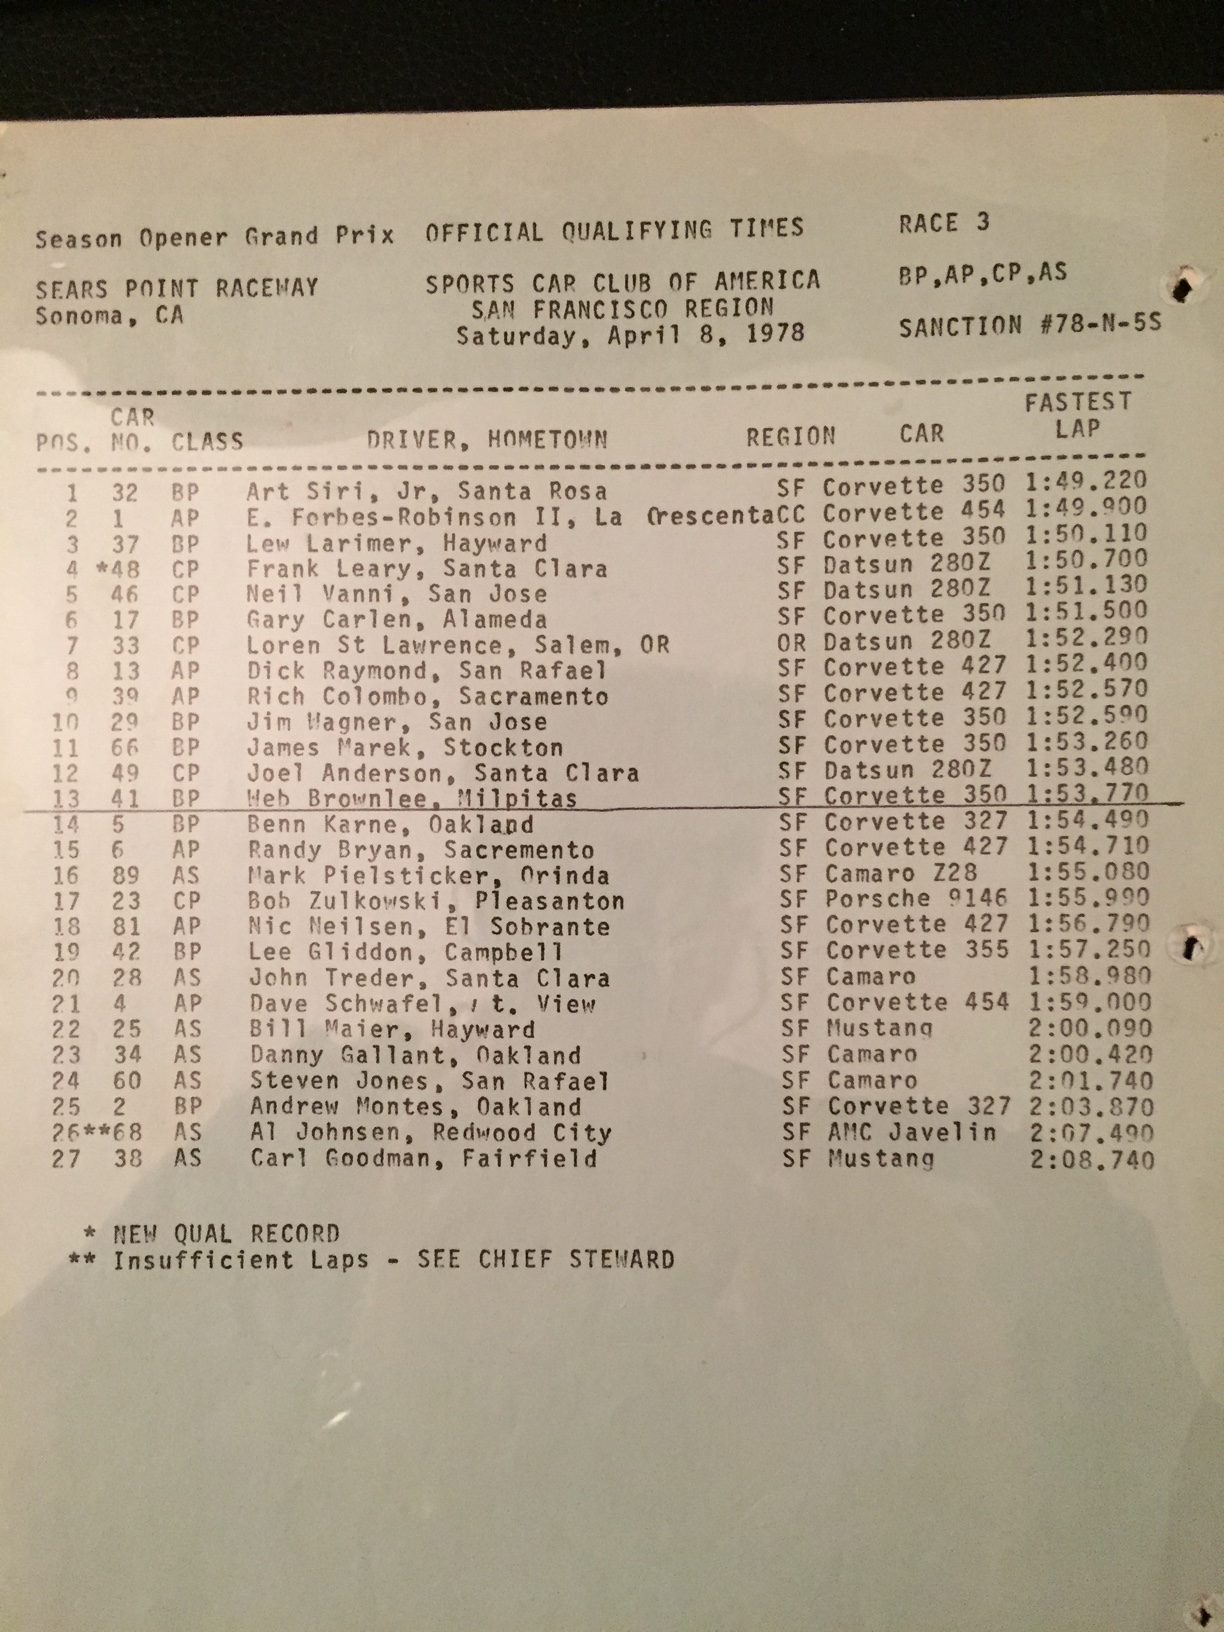 Season Opener Grand Prix OFFICIAL QUALIFYING TIMES RACE 3
SEARS POINT RACEWAY SPORTS CAR CLUB OF AMERICA BP,AP,CP,AS
Sonoma, CA SAN FRANCISCO REGION
Saturday, April 8, 1978 SANCTION #78-N-5S
CAR FASTEST
POS. NO. CLASS DRIVER, HOMETOWN REGION CAR LAP
1 32 BP Art Siri, Jr, Santa Rosa SF Corvette 350 1:49.220
2 1 AP E. Forbes-Robinson II, La CrescentaCC Corvette 454 1:49.900
3 37 BP Lew Larimer, Hayward SF Corvette 350 1:50.110
4 *48 CP Frank Leary, Santa Clara SF Datsun 280Z 1:50.700
5 46 CP Neil Vanni, San Jose SF Datsun 280Z 1:51.130
6 17 BP Gary Carlen, Alameda SF Corvette 350 1:51.500
7 33 CP Loren St Lawrence, Salem, OR OR Datsun 280Z 1:52.290
8 13 AP Dick Raymond, San Rafael SF Corvette 427 1:52.400
9 39 AP Rich Colombo, Sacramento SF Corvette 427 1:52.570
10 29 BP Jim Wagner, San Jose SF Corvette 350 1:52.590
11 66 BP James Marek, Stockton SF Corvette 350 1:53.260
12 49 CP Joel Anderson, Santa Clara SF Datsun 280Z 1:53.480
13 41 BP Web Brownlee, Milpitas SF Corvette 350 1:53.770
14 5 BP Benn Karne, Oakland SF Corvette 327 1:54.490
15 6 AP Randy Bryan, Sacremento SF Corvette 427 1:54.710
16 89 AS Mark Pielsticker, Orinda SF Camaro Z28 1:55.080
17 23 CP Bob Zulkowski, Pleasanton SF Porsche 9146 1:55.990
18 81 AP Nic Neilsen, El Sobrante SF Corvette 427 1:56.790
19 42 BP Lee Gliddon, Campbell SF Corvette 355 1:57.250
20 28 AS John Treder, Santa Clara SF Camaro 1:58.980
21 4 AP Dave Schwafel, t. View SF Corvette 454 1:59.000
22 25 AS Bill Maier, Hayward SF Mustang 2:00.090
23 34 AS Danny Gallant, Oakland SF Camaro 2:00.420
24 60 AS Steven Jones, San Rafael SF Camaro 2:01.740
25 2 BP Andrew Montes, Oakland SF Corvette 327 2:03.870
26**68 AS Al Johnsen, Redwood City SF AMC Javelin 2:07.490
27 38 AS Carl Goodman, Fairfield SF Mustang 2:08.740
* NEW QUAL RECORD
** Insufficient Laps - SEE CHIEF STEWARD